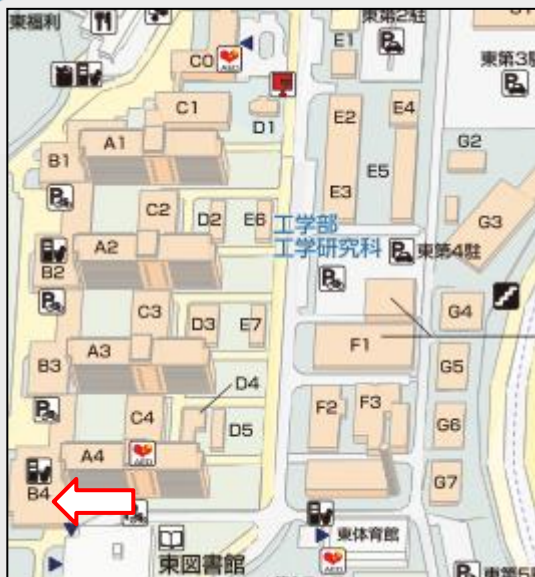 東福利
東第2駐
E1
C0
AED
東第3駐
P
P
C1
D1
E2
E4
A1
G2
B1
E5
P
C2
D2
E6
E3
G3
工学部
工学研究科
P
東第4駐
A2
B2
P
P
C3
G4
D3
E7
F1
A3
B3
G5
D4
P
C4
F2
F3
D5
G6
A4
AED
B4
G7
東体育館
東図書館
AED
P
東第5駐